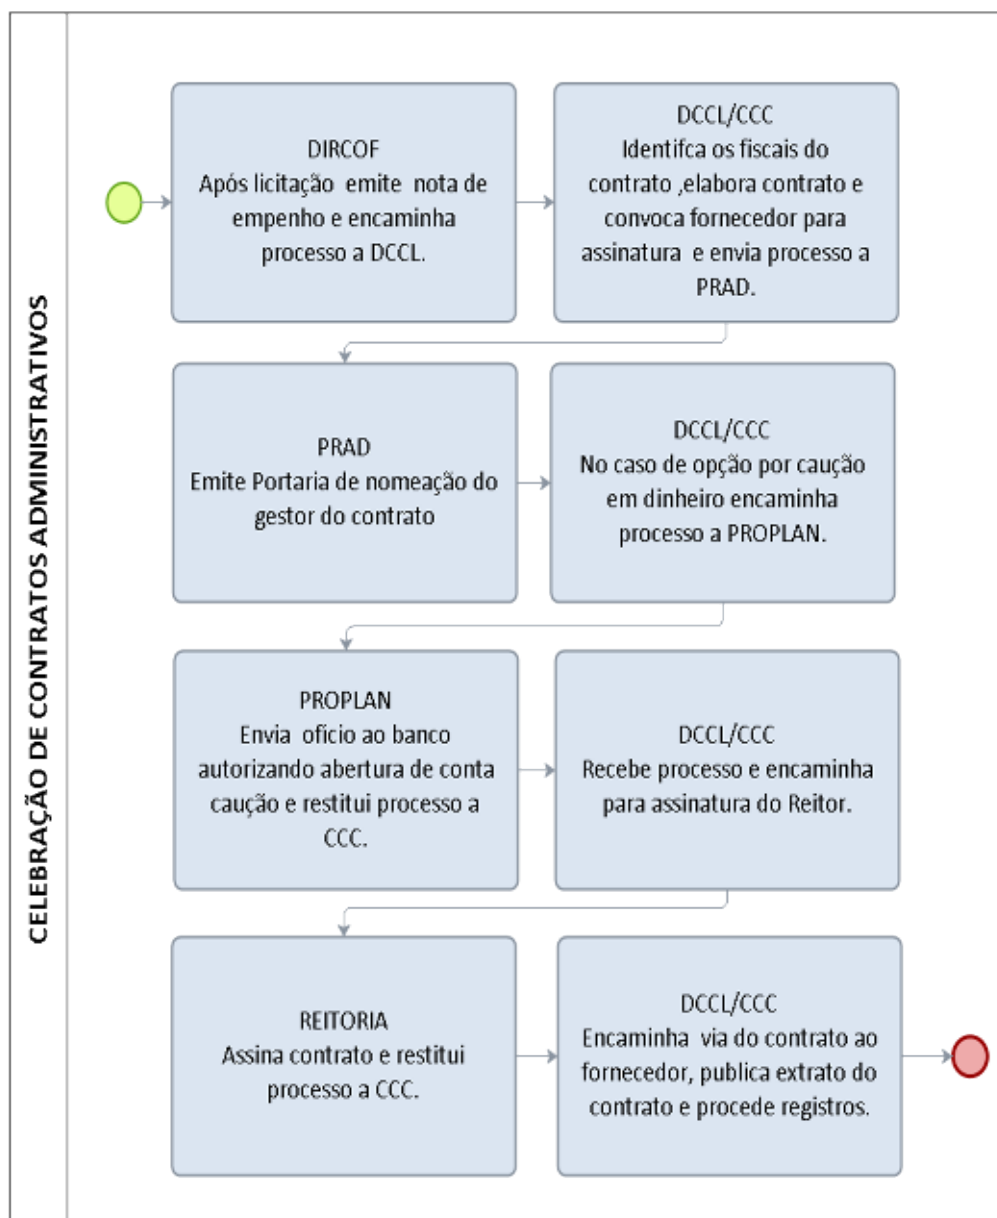 CELEBRAÇÃO DE CONTRATOS ADMINISTRATIVOS
DIRCOF
Após licitação emite nota de
empenho e encaminha
processo a DCCL.
DCCL/CCC
Identifca os fiscais do
contrato ,elabora contrato e
convoca fornecedor para
assinatura e envia processo a
PRAD.
PRAD
Emite Portaria de nomeação do
gestor do contrato
DCCL/CCC
No caso de opção por caução
em dinheiro encaminha
processo a PROPLAN.
PROPLAN
Envia ofício ao banco
autorizando abertura de conta
caução e restitui processo a
CCC.
DCCL/CCC
Recebe processo e encaminha
para assinatura do Reitor.
REITORIA
Assina contrato e restitui
processo a CCC.
DCCL/CCC
Encaminha via do contrato ao
fornecedor, publica extrato do
contrato e procede registros.